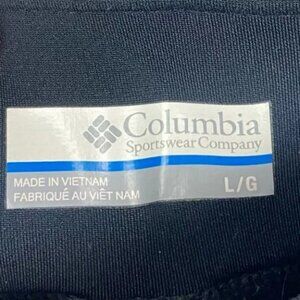 Columbia
Sportswear Company
MADE IN VIETNAM
FABRIQUÉ AU VIÊT NAM
L/G